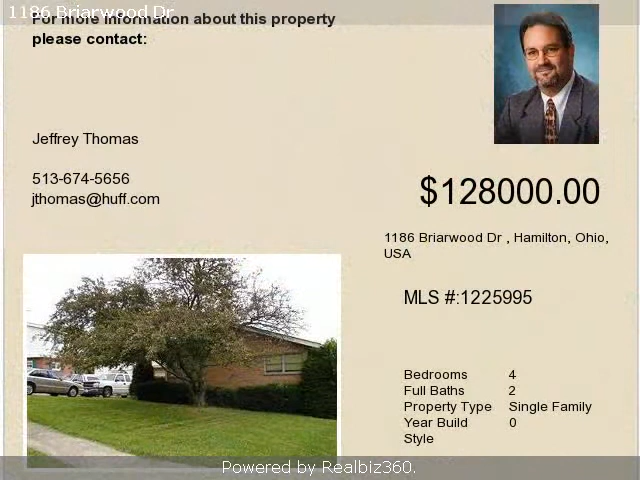 1186 Briarwood Dr
For more information about this property
please contact:
Jeffrey Thomas
513-674-5656
jthomas@huff.com
$128000.00
1186 Briarwood Dr , Hamilton, Ohio,
USA
MLS #:1225995
Bedrooms 4
Full Baths 2
Property Type Single Family
Year Build 0
Style
Powered by Realbiz360.